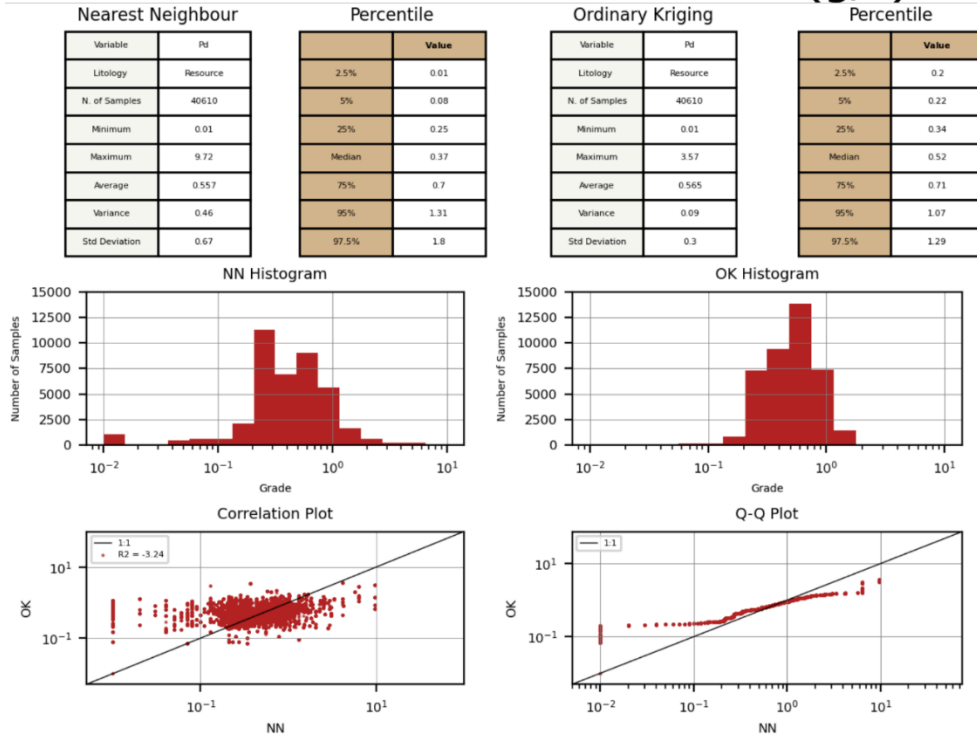 Nearest Neighbour
Variable Pd
Litology Resource
N. of Samples 40610
Minimum 0.01
Maximum 9.72
Average 0.557
Variance 0.46
Std Deviation 0.67
Percentile
Value
2.5% 0.01
5% 0.08
25% 0.25
Median 0.37
75% 0.7
95% 1.31
97.5% 1.8
Ordinary Kriging
Variable Pd
Litology Resource
N. of Samples 40610
Minimum 0.01
Maximum 3.57
Average 0.565
Variance 0.09
Std Deviation 0.3
Percentile
Value
2.5% 0.2
5% 0.22
25% 0.34
Median 0.52
75% 0.71
95% 1.07
97.5% 1.29
NN Histogram
Number of Samples
15000
12500
10000
7500
5000
2500
0
10⁻² 10⁻¹ 10⁰ 10¹
Grade
OK Histogram
Number of Samples
15000
12500
10000
7500
5000
2500
0
10⁻² 10⁻¹ 10⁰ 10¹
Grade
Correlation Plot
1:1
R2 = -3.24
OK
10¹
10⁻¹
10⁻¹ 10¹
NN
Q-Q Plot
1:1
OK
10¹
10⁻¹
10⁻² 10⁻¹ 10⁰ 10¹
NN